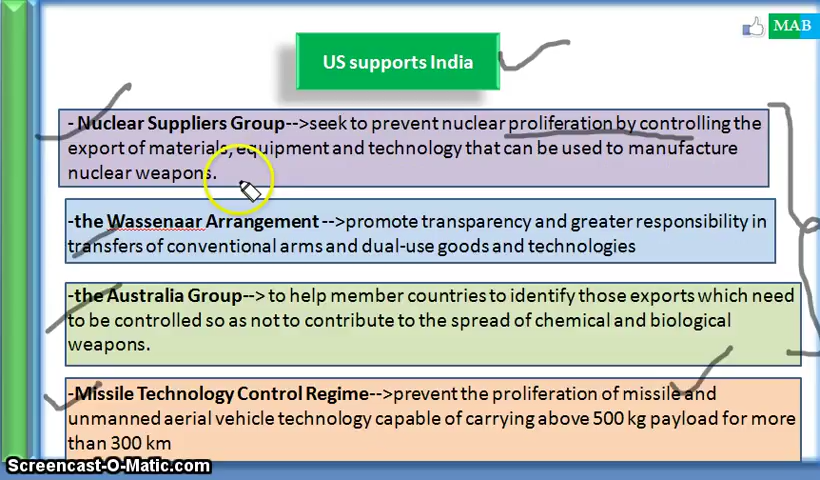 MAB
US supports India
- Nuclear Suppliers Group-->seek to prevent nuclear proliferation by controlling the
export of materials, equipment and technology that can be used to manufacture
nuclear weapons.
-the Wassenaar Arrangement -->promote transparency and greater responsibility in
transfers of conventional arms and dual-use goods and technologies
-the Australia Group--> to help member countries to identify those exports which need
to be controlled so as not to contribute to the spread of chemical and biological
weapons.
-Missile Technology Control Regime-->prevent the proliferation of missile and
unmanned aerial vehicle technology capable of carrying above 500 kg payload for more
than 300 km
Screencast-O-Matic.com